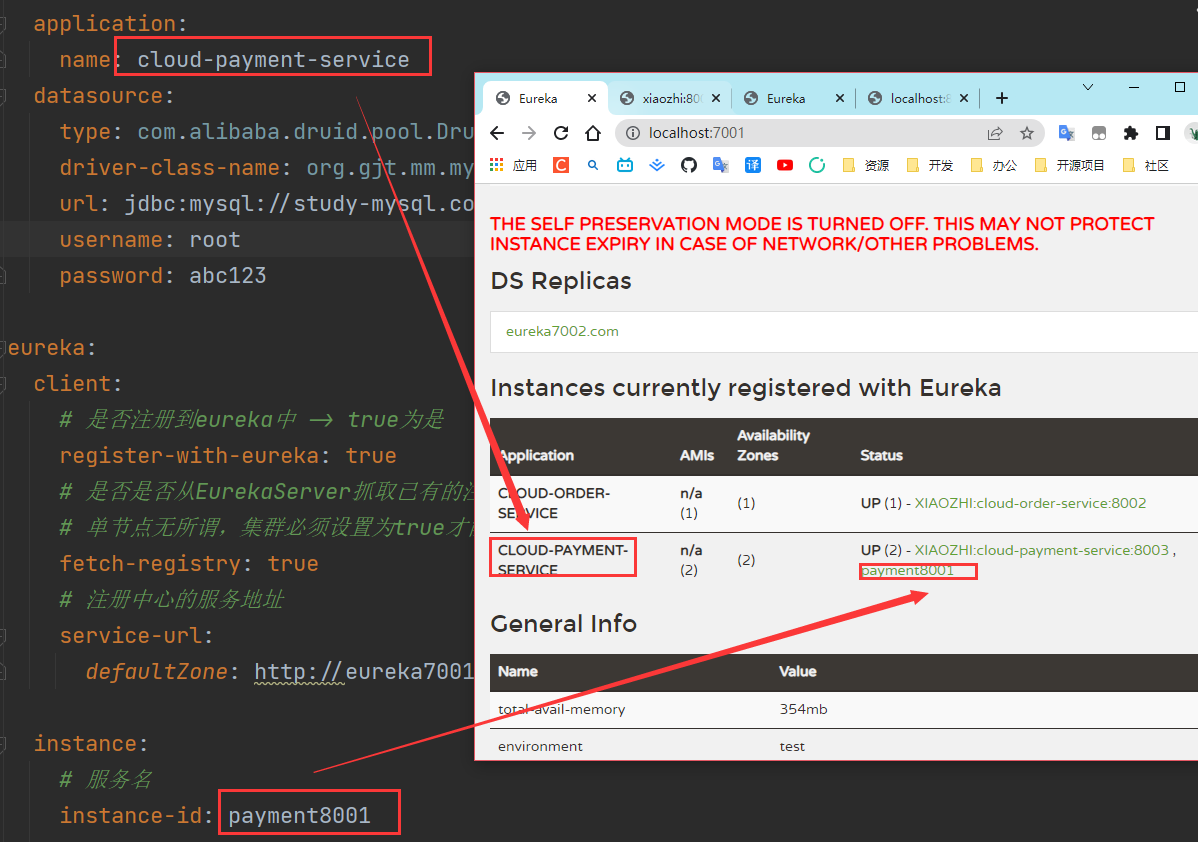 application:
name: cloud-payment-service
datasource:
type: com.alibaba.druid.pool.Dru
driver-class-name: org.gjt.mm.my
url: jdbc:mysql://study-mysql.co
username: root
password: abc123
eureka:
client:
# 是否注册到eureka中 -> true为是
register-with-eureka: true
# 是否是否从EurekaServer抓取已有的注
# 单节点无所谓，集群必须设置为true才
fetch-registry: true
# 注册中心的服务地址
service-url:
defaultZone: http://eureka7001
instance:
# 服务名
instance-id: payment8001
Eureka
xiaozhi:800
Eureka
localhost:8
localhost:7001
应用
C
译
资源
开发
办公
开源项目
社区
THE SELF PRESERVATION MODE IS TURNED OFF. THIS MAY NOT PROTECT
INSTANCE EXPIRY IN CASE OF NETWORK/OTHER PROBLEMS.
DS Replicas
eureka7002.com
Instances currently registered with Eureka
Application AMIs Availability Zones Status
CLOUD-ORDER-SERVICE n/a (1) (1) UP (1) - XIAOZHI:cloud-order-service:8002
CLOUD-PAYMENT-SERVICE n/a (2) (2) UP (2) - XIAOZHI:cloud-payment-service:8003 , payment8001
General Info
Name Value
total-avail-memory 354mb
environment test